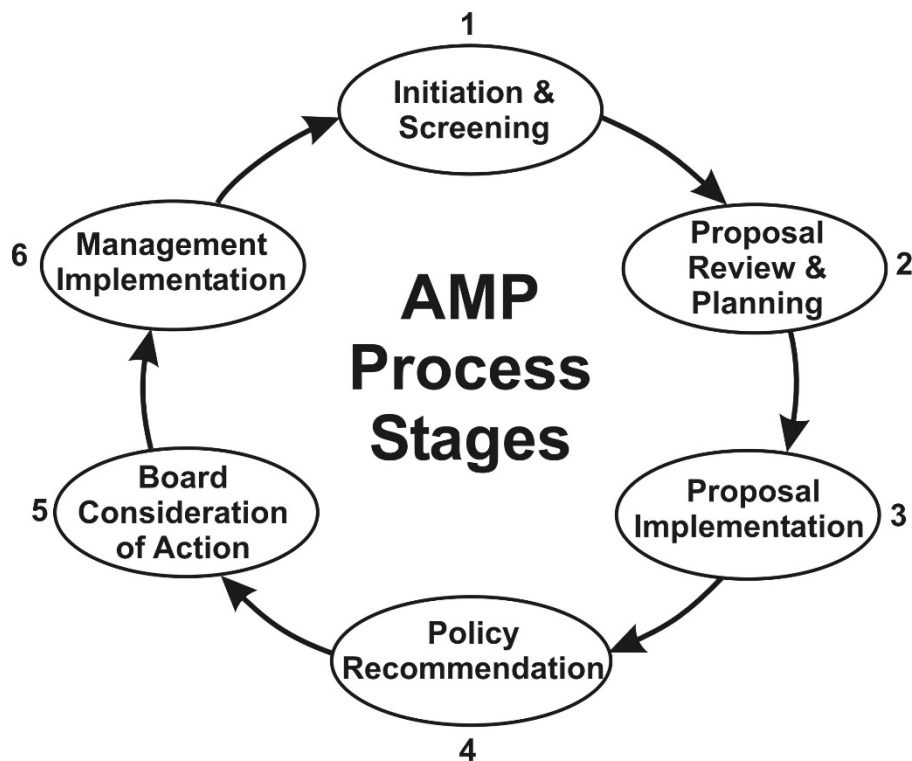 1
Initiation &
Screening
Proposal
Review &
Planning
2
Proposal
Implementation
3
Policy
Recommendation
4
Board
Consideration
of Action
5
Management
Implementation
6
AMP
Process
Stages